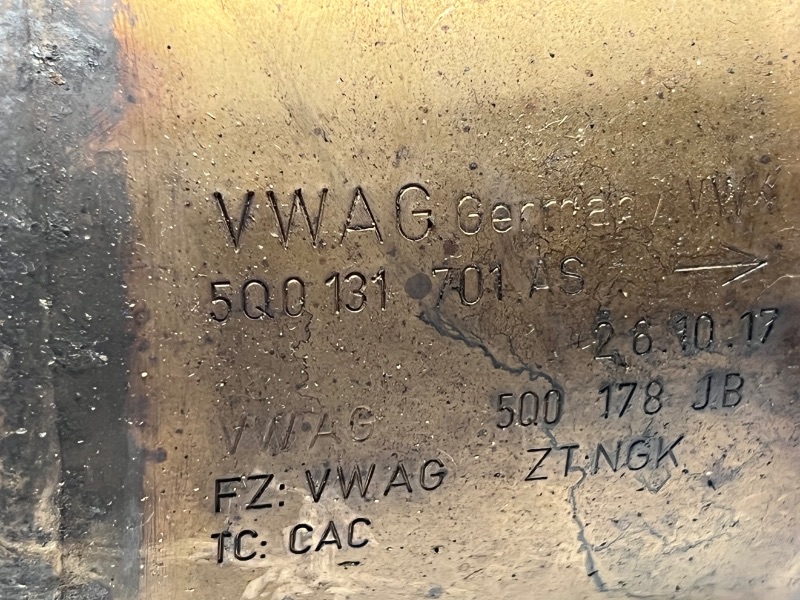 VWAG Germany VWX
5Q0 131 701 AS
26.10.17
5Q0 178 JB
VWAG
FZ: VWAG ZT:NGK
TC: CAC